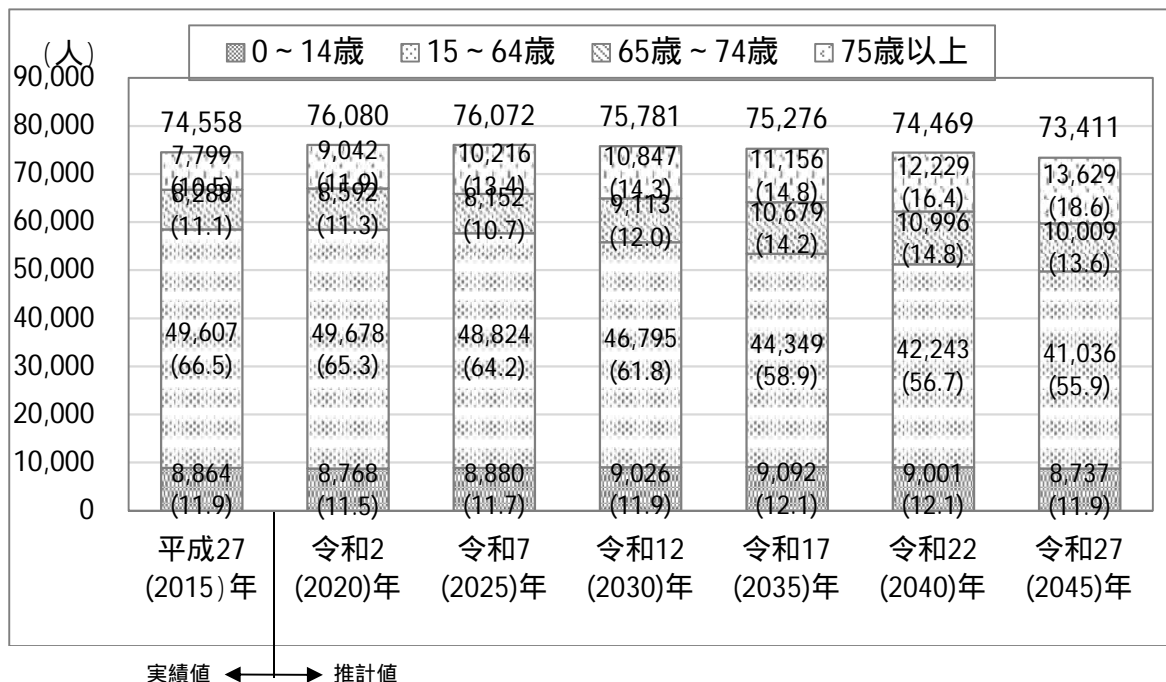 (人)
0~14歳 15~64歳 65歳~74歳 75歳以上
90,000
80,000
70,000
60,000
50,000
40,000
30,000
20,000
10,000
0
74,558 76,080 76,072 75,781 75,276 74,469 73,411
7,799 9,042 10,216 10,847 11,156 12,229 13,629
(10.5) (11.9) (13.4) (14.3) (14.8) (16.4) (18.6)
8,288 8,592 8,152 9,113 10,679 10,996 10,009
(11.1) (11.3) (10.7) (12.0) (14.2) (14.8) (13.6)
49,607 49,678 48,824 46,795 44,349 42,243 41,036
(66.5) (65.3) (64.2) (61.8) (58.9) (56.7) (55.9)
8,864 8,768 8,880 9,026 9,092 9,001 8,737
(11.9) (11.5) (11.7) (11.9) (12.1) (12.1) (11.9)
平成27 令和2 令和7 令和12 令和17 令和22 令和27
(2015)年 (2020)年 (2025)年 (2030)年 (2035)年 (2040)年 (2045)年
実績値 推計値